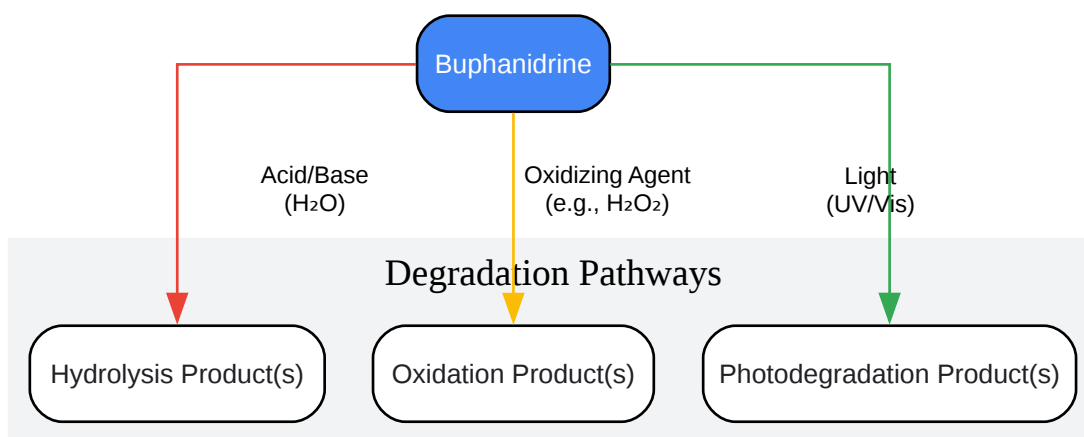 Buphanidrine
Acid/Base
(H₂O)
Oxidizing Agent
(e.g., H₂O₂)
Light
(UV/Vis)
Degradation Pathways
Hydrolysis Product(s)
Oxidation Product(s)
Photodegradation Product(s)